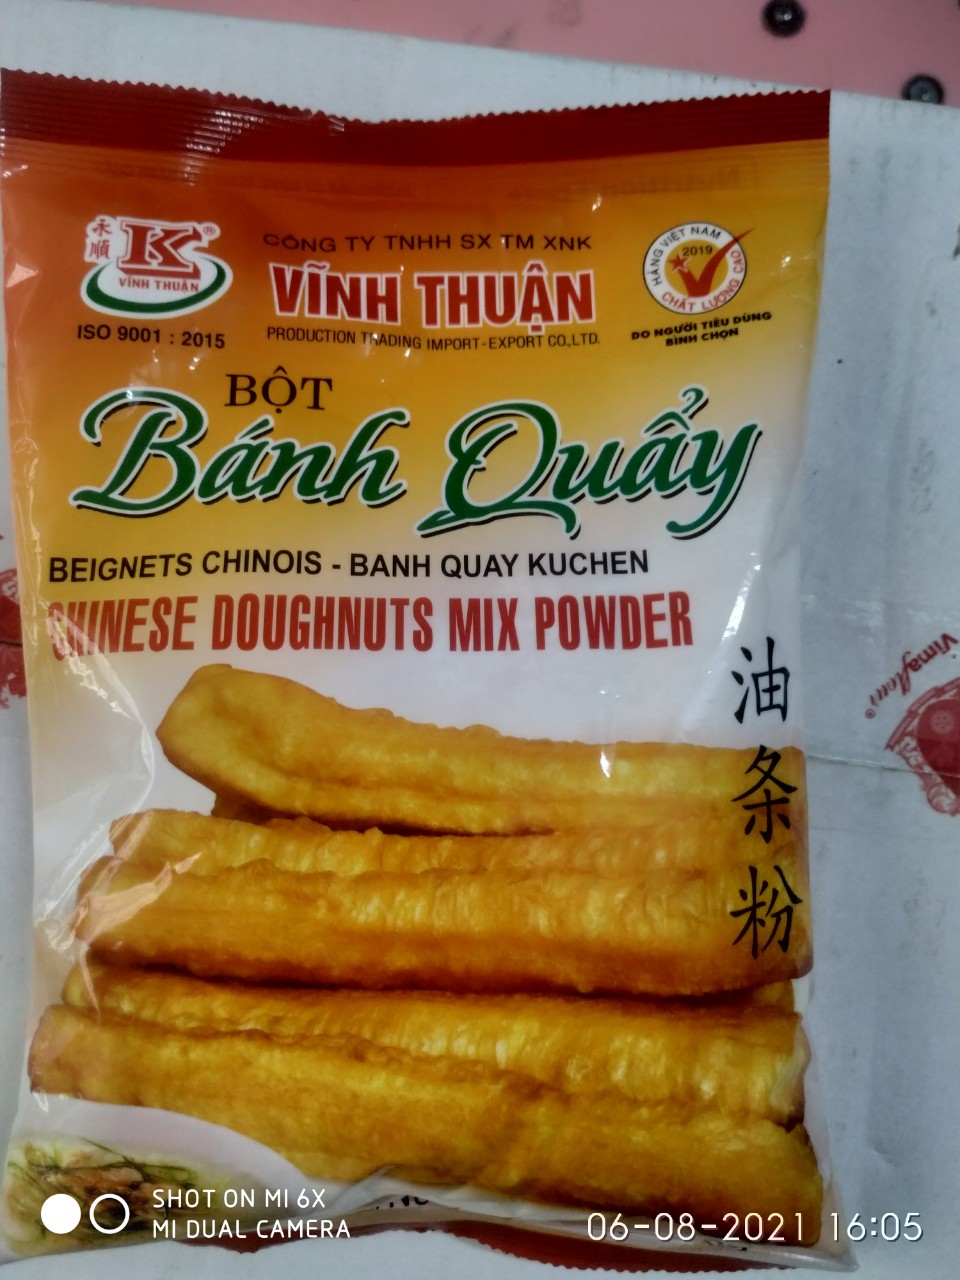 永順
K®
VĨNH THUẬN
ISO 9001 : 2015
CÔNG TY TNHH SX TM XNK
VĨNH THUẬN
PRODUCTION TRADING IMPORT-EXPORT CO.,LTD.
HÀNG VIỆT NAM
2019
CHẤT LƯỢNG CAO
DO NGƯỜI TIÊU DÙNG
BÌNH CHỌN
BỘT
Bánh Quẩy
BEIGNETS CHINOIS - BANH QUAY KUCHEN
CHINESE DOUGHNUTS MIX POWDER
油条粉
Vimaflour®
SHOT ON MI 6X
MI DUAL CAMERA
06-08-2021 16:05